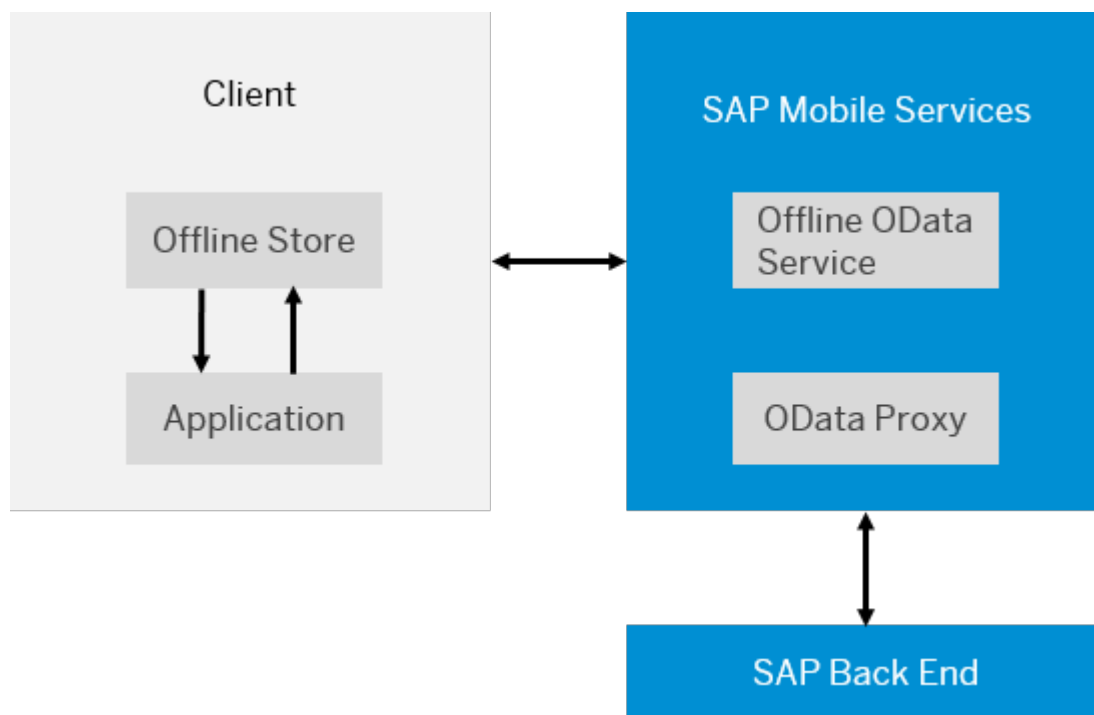 Client
Offline Store
Application
SAP Mobile Services
Offline OData
Service
OData Proxy
SAP Back End